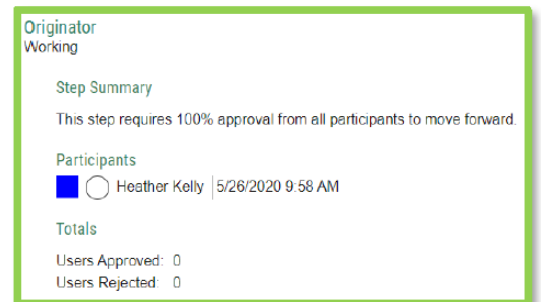 Originator
Working
Step Summary
This step requires 100% approval from all participants to move forward.
Participants
Heather Kelly 5/26/2020 9:58 AM
Totals
Users Approved: 0
Users Rejected: 0